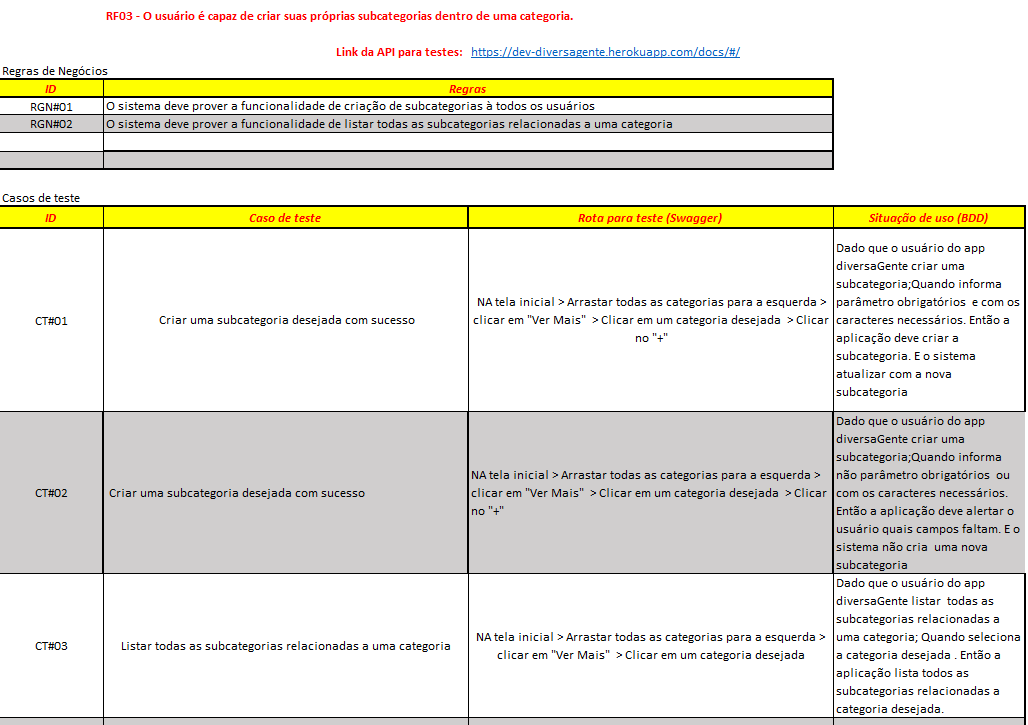 RF03 - O usuário é capaz de criar suas próprias subcategorias dentro de uma categoria.
Link da API para testes: https://dev-diversagente.herokuapp.com/docs/#/
Regras de Negócios
ID Regras
RGN#01 O sistema deve prover a funcionalidade de criação de subcategorias à todos os usuários
RGN#02 O sistema deve prover a funcionalidade de listar todas as subcategorias relacionadas a uma categoria
Casos de teste
ID Caso de teste Rota para teste (Swagger) Situação de uso (BDD)
CT#01
Criar uma subcategoria desejada com sucesso
NA tela inicial > Arrastar todas as categorias para a esquerda >
clicar em "Ver Mais" > Clicar em um categoria desejada > Clicar
no "+"
Dado que o usuário do app
diversaGente criar uma
subcategoria;Quando informa
parâmetro obrigatórios e com os
caracteres necessários. Então a
aplicação deve criar a
subcategoria. E o sistema
atualizar com a nova
subcategoria
CT#02
Criar uma subcategoria desejada com sucesso
NA tela inicial > Arrastar todas as categorias para a esquerda >
clicar em "Ver Mais" > Clicar em um categoria desejada > Clicar
no "+"
Dado que o usuário do app
diversaGente criar uma
subcategoria;Quando informa
não parâmetro obrigatórios ou
com os caracteres necessários.
Então a aplicação deve alertar o
usuário quais campos faltam. E o
sistema não cria uma nova
subcategoria
CT#03
Listar todas as subcategorias relacionadas a uma categoria
NA tela inicial > Arrastar todas as categorias para a esquerda >
clicar em "Ver Mais" > Clicar em um categoria desejada
Dado que o usuário do app
diversaGente listar todas as
subcategorias relacionadas a
uma categoria; Quando seleciona
a categoria desejada . Então a
aplicação lista todos as
subcategorias relacionadas a
categoria desejada.